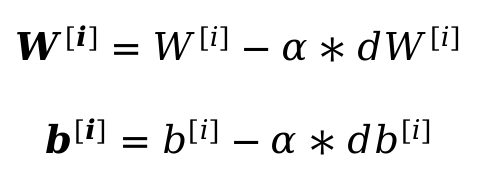 W^[i] = W^[i] − α ∗ dW^[i]
b^[i] = b^[i] − α ∗ db^[i]